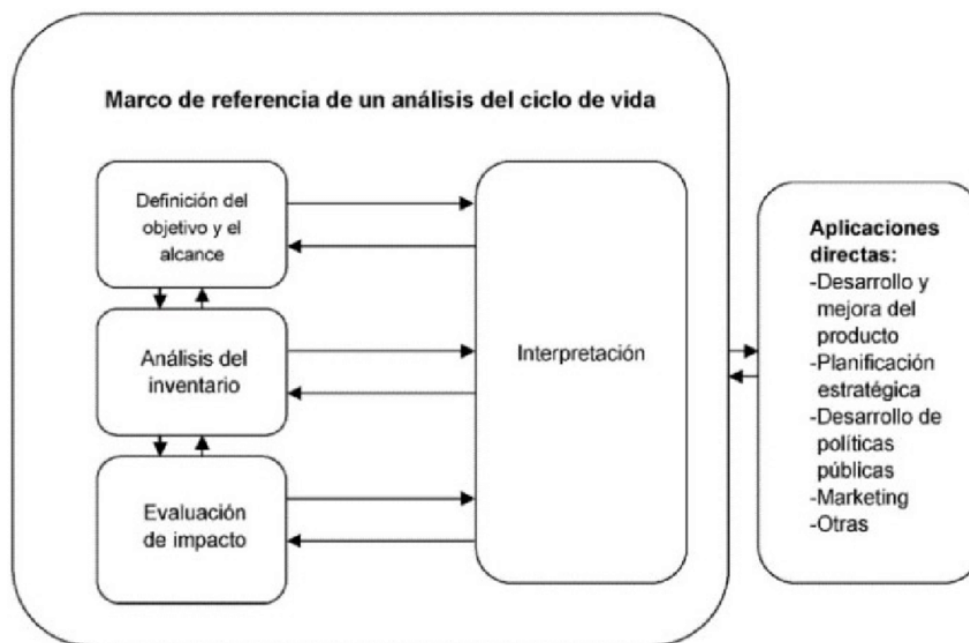 Marco de referencia de un análisis del ciclo de vida
Definición del
objetivo y el
alcance
Análisis del
inventario
Evaluación
de impacto
Interpretación
Aplicaciones
directas:
-Desarrollo y
mejora del
producto
-Planificación
estratégica
-Desarrollo de
políticas
públicas
-Marketing
-Otras